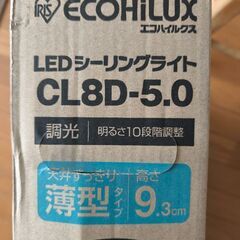 IRIS ECOHiLUX
エコハイルクス
LEDシーリングライト
CL8D-5.0
調光 明るさ10段階調整
天井すっきり 高さ
薄型タイプ 9.3cm